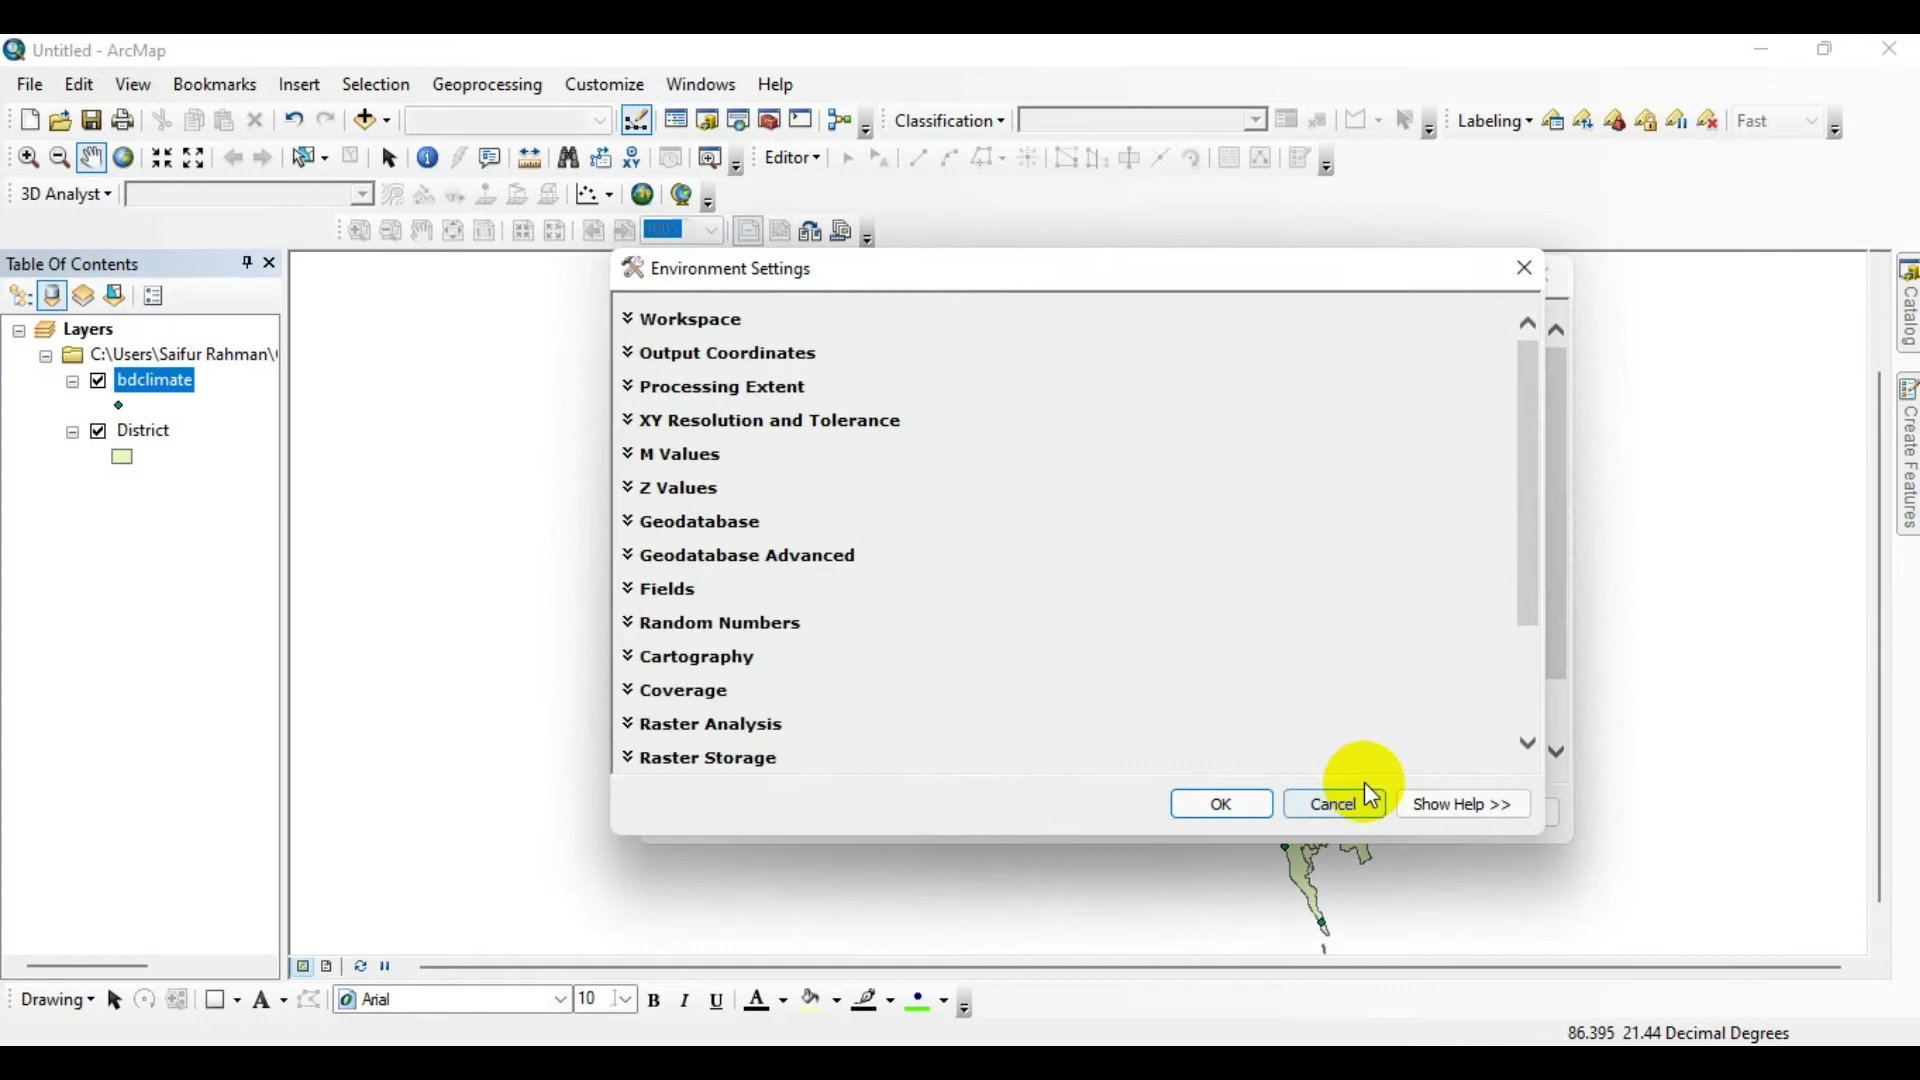 Untitled - ArcMap
File Edit View Bookmarks Insert Selection Geoprocessing Customize Windows Help
Classification Labeling Fast
XY Editor
3D Analyst
100%
Table Of Contents
Layers
C:\Users\Saifur Rahman\
bdclimate
District
Environment Settings
Workspace
Output Coordinates
Processing Extent
XY Resolution and Tolerance
M Values
Z Values
Geodatabase
Geodatabase Advanced
Fields
Random Numbers
Cartography
Coverage
Raster Analysis
Raster Storage
OK Cancel Show Help >>
Catalog
Create Features
Drawing A Arial 10 B I U A
86.395 21.44 Decimal Degrees